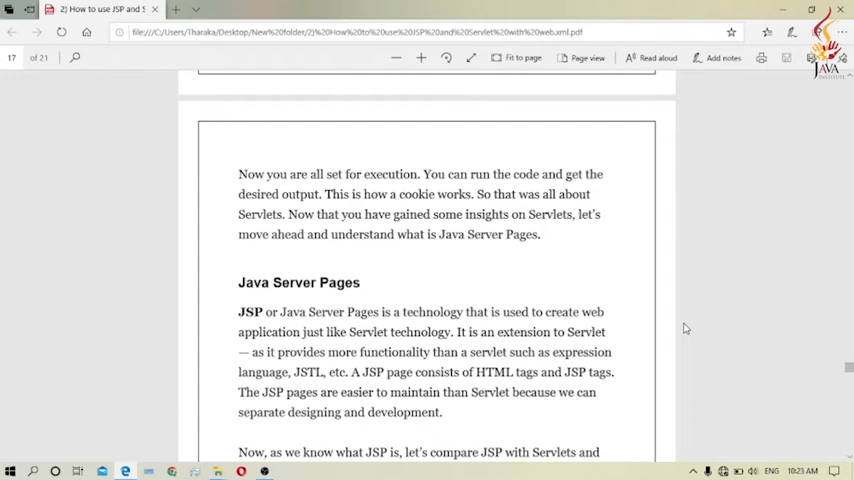 2) How to use JSP and S
file:///C:/Users/Tharaka/Desktop/New%20folder/2)%20How%20to%20use%20JSP%20and%20Servlet%20with%20web.xml.pdf
17 of 21
Fit to page
Page view
Read aloud
Add notes
JAVA
INSTITUTE
Now you are all set for execution. You can run the code and get the
desired output. This is how a cookie works. So that was all about
Servlets. Now that you have gained some insights on Servlets, let's
move ahead and understand what is Java Server Pages.
Java Server Pages
JSP or Java Server Pages is a technology that is used to create web
application just like Servlet technology. It is an extension to Servlet
— as it provides more functionality than a servlet such as expression
language, JSTL, etc. A JSP page consists of HTML tags and JSP tags.
The JSP pages are easier to maintain than Servlet because we can
separate designing and development.
Now, as we know what JSP is, let's compare JSP with Servlets and
ENG
10:23 AM